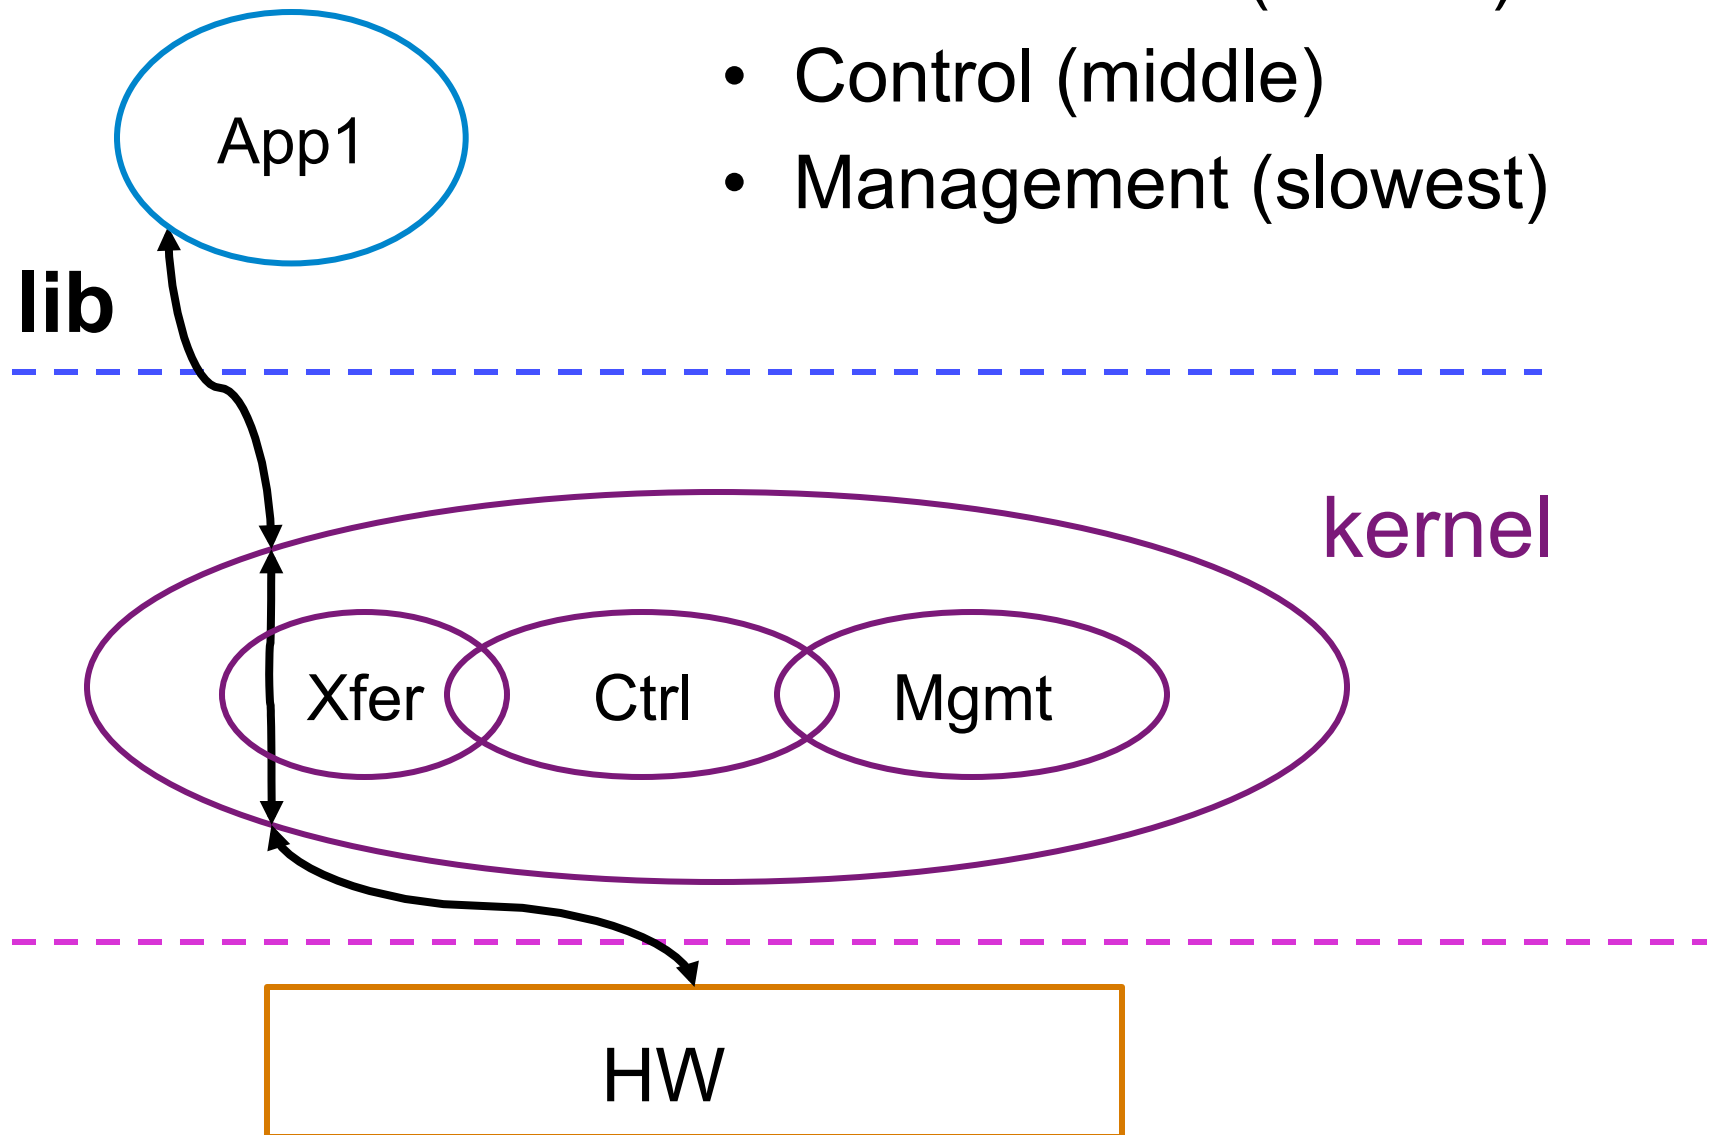 • Control (middle)
App1
• Management (slowest)
lib
kernel
Xfer
Ctrl
Mgmt
HW